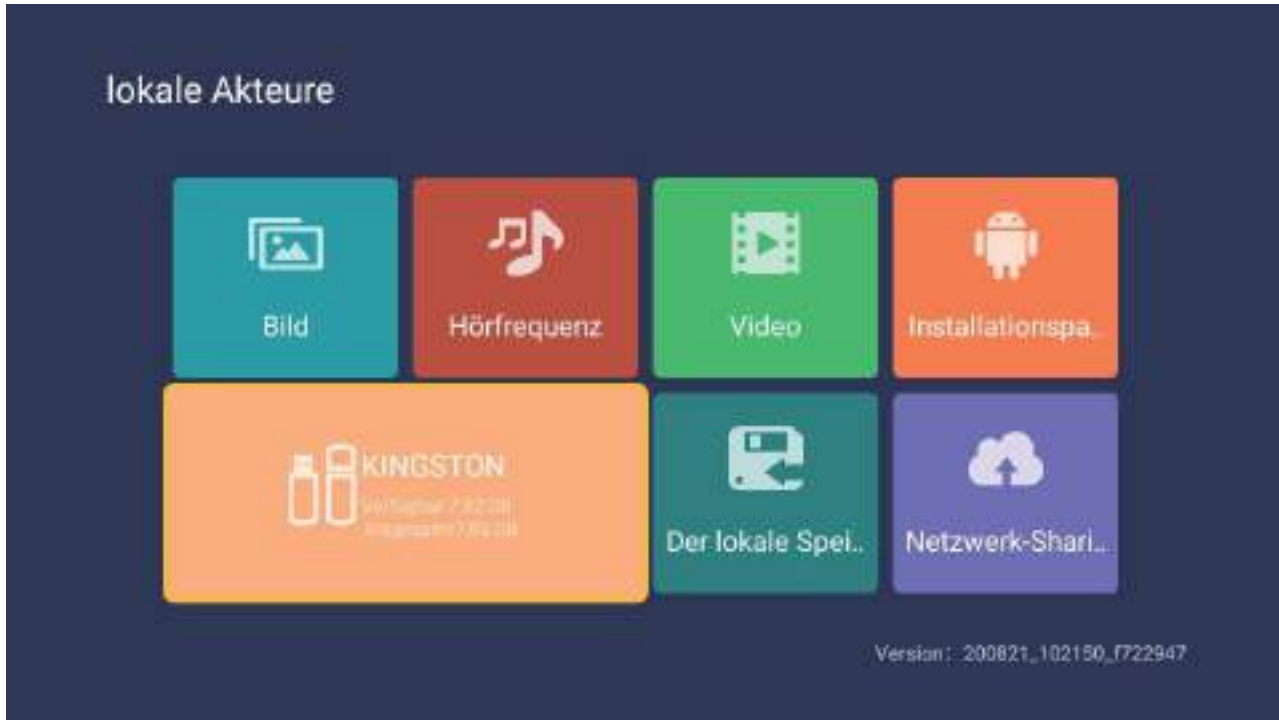 lokale Akteure
Bild
Hörfrequenz
Video
Installationspa..
KINGSTON
Der lokale Spei..
Netzwerk-Shari..
Version: 200821_102150_f722947